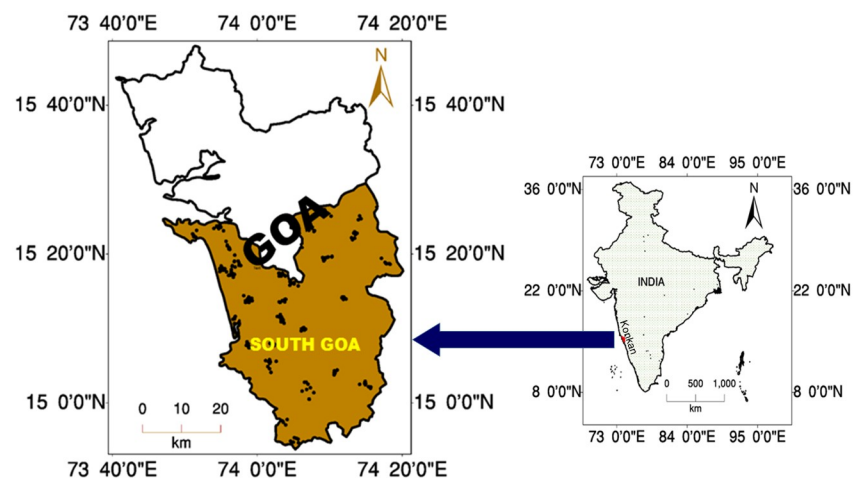 73 40'0"E 74 0'0"E 74 20'0"E
N
15 40'0"N 15 40'0"N
GOA
15 20'0"N 15 20'0"N
SOUTH GOA
15 0'0"N 15 0'0"N
0 10 20
km
73 40'0"E 74 0'0"E 74 20'0"E
73 0'0"E 84 0'0"E 95 0'0"E
36 0'0"N 36 0'0"N
N
INDIA
22 0'0"N 22 0'0"N
Konkan
0 500 1,000
km
8 0'0"N 8 0'0"N
73 0'0"E 84 0'0"E 95 0'0"E